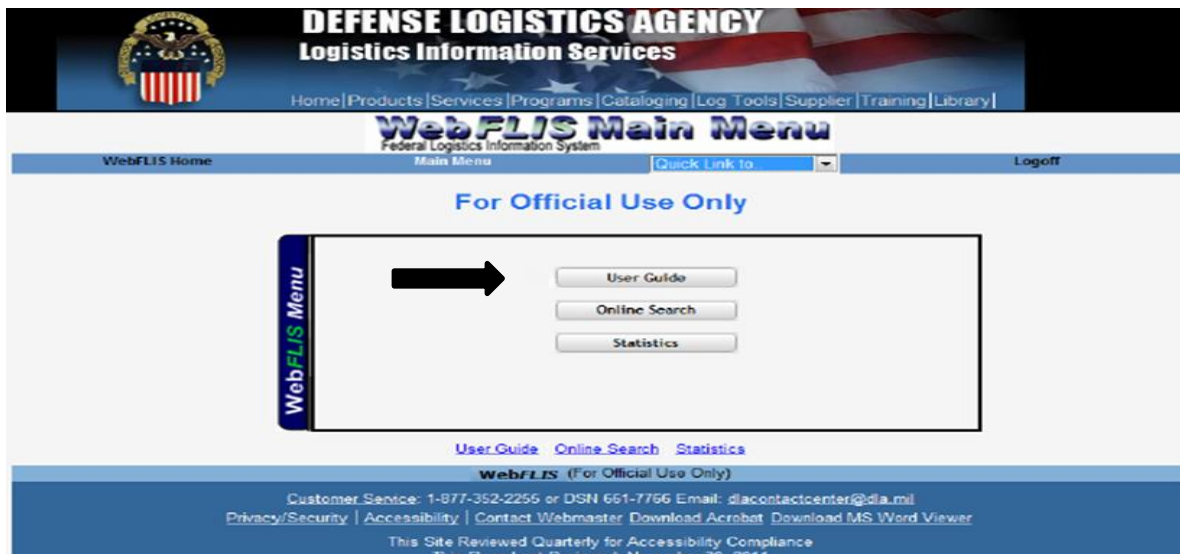 DEFENSE LOGISTICS AGENCY
Logistics Information Services
Home|Products|Services|Programs|Cataloging|Log Tools|Supplier|Training|Library|
WebFLIS Main Menu
Federal Logistics Information System
WebFLIS Home Main Menu Quick Link to... Logoff
For Official Use Only
WebFLIS Menu
User Guide
Online Search
Statistics
User Guide Online Search Statistics
WebFLIS (For Official Use Only)
Customer Service: 1-877-352-2255 or DSN 661-7766 Email: dlacontactcenter@dla.mil
Privacy/Security | Accessibility | Contact Webmaster Download Acrobat Download MS Word Viewer
This Site Reviewed Quarterly for Accessibility Compliance